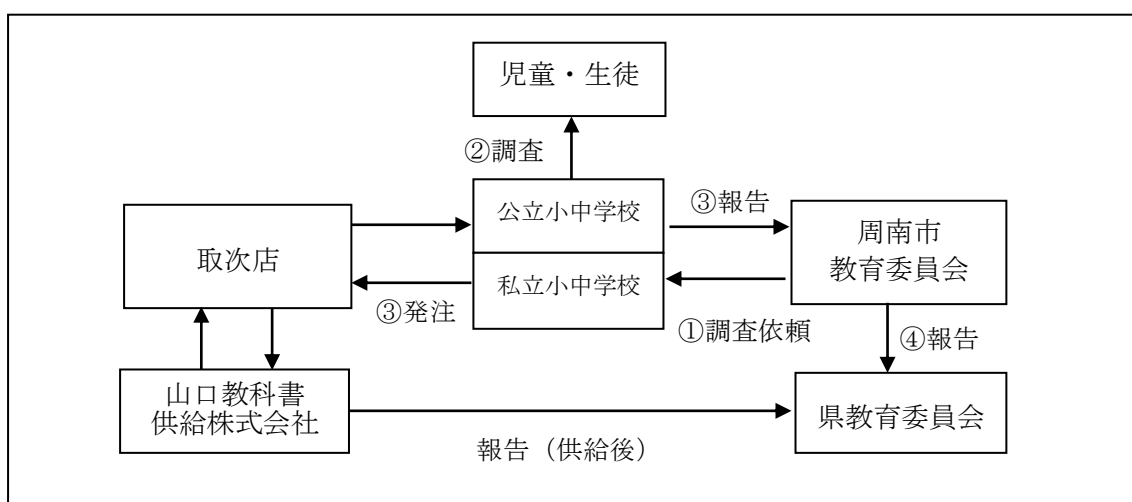 児童・生徒
②調査
公立小中学校
③報告
周南市
教育委員会
取次店
私立小中学校
③発注
①調査依頼
④報告
山口教科書
供給株式会社
県教育委員会
報告（供給後）